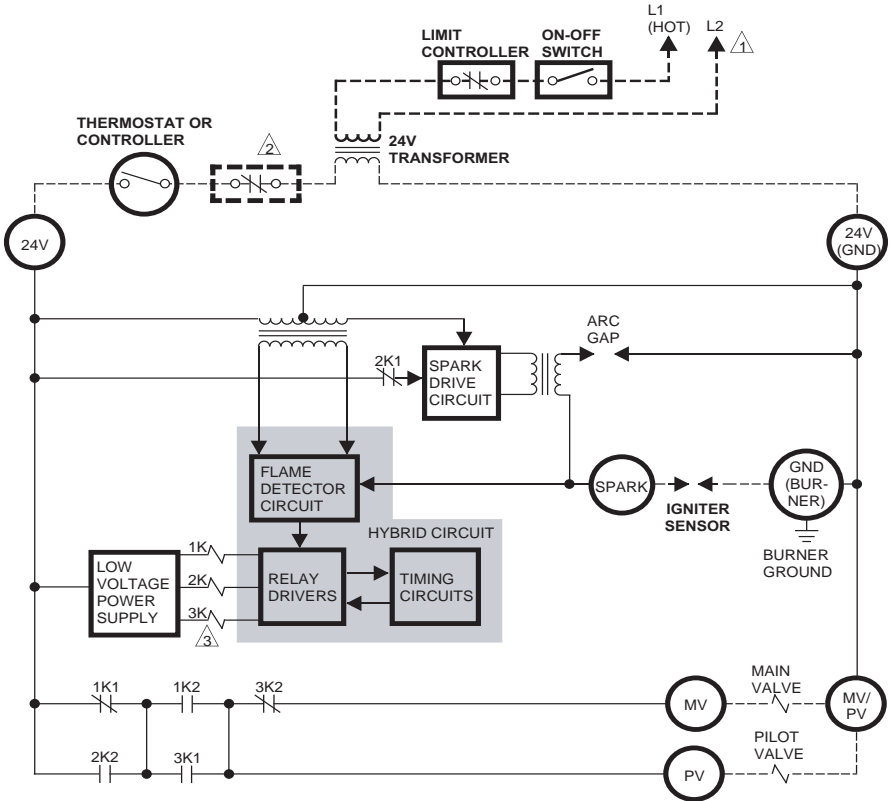 L1
(HOT)
L2
1
LIMIT
CONTROLLER
ON-OFF
SWITCH
THERMOSTAT OR
CONTROLLER
2
24V
TRANSFORMER
24V
24V
(GND)
ARC
GAP
2K1
SPARK
DRIVE
CIRCUIT
FLAME
DETECTOR
CIRCUIT
SPARK
GND
(BUR-
NER)
IGNITER
SENSOR
HYBRID CIRCUIT
BURNER
GROUND
LOW
VOLTAGE
POWER
SUPPLY
1K
2K
3K
3
RELAY
DRIVERS
TIMING
CIRCUITS
1K1
1K2
3K2
MV
MAIN
VALVE
MV/
PV
2K2
3K1
PV
PILOT
VALVE